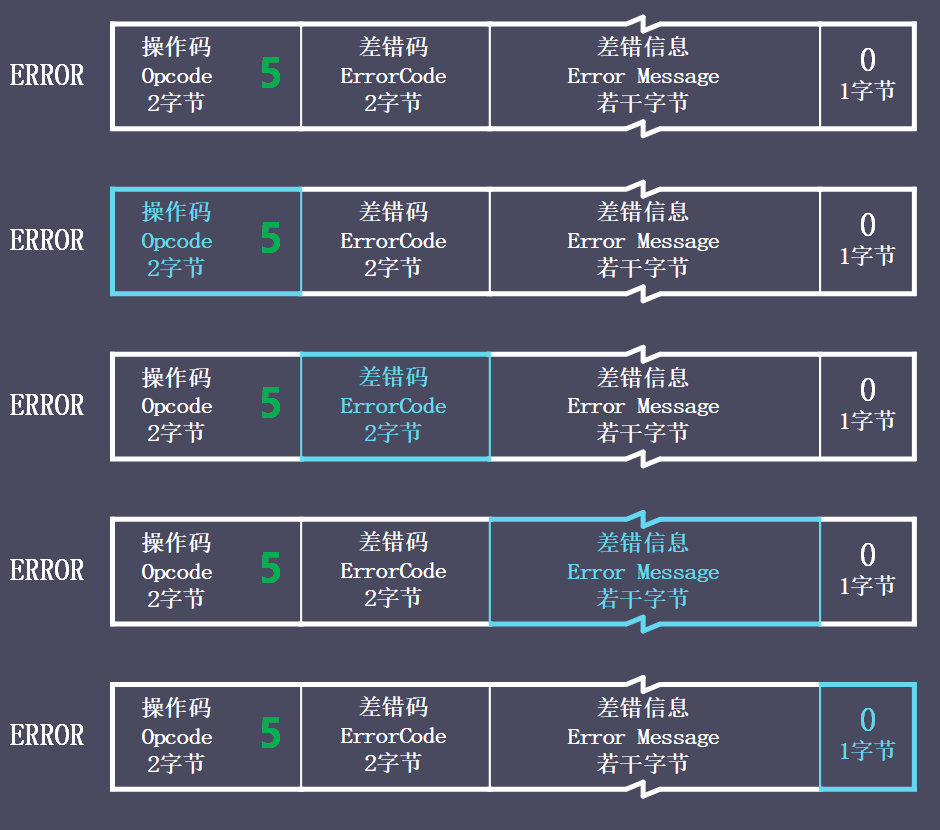 ERROR
操作码
Opcode
2字节
5
差错码
ErrorCode
2字节
差错信息
Error Message
若干字节
0
1字节
ERROR
操作码
Opcode
2字节
5
差错码
ErrorCode
2字节
差错信息
Error Message
若干字节
0
1字节
ERROR
操作码
Opcode
2字节
5
差错码
ErrorCode
2字节
差错信息
Error Message
若干字节
0
1字节
ERROR
操作码
Opcode
2字节
5
差错码
ErrorCode
2字节
差错信息
Error Message
若干字节
0
1字节
ERROR
操作码
Opcode
2字节
5
差错码
ErrorCode
2字节
差错信息
Error Message
若干字节
0
1字节